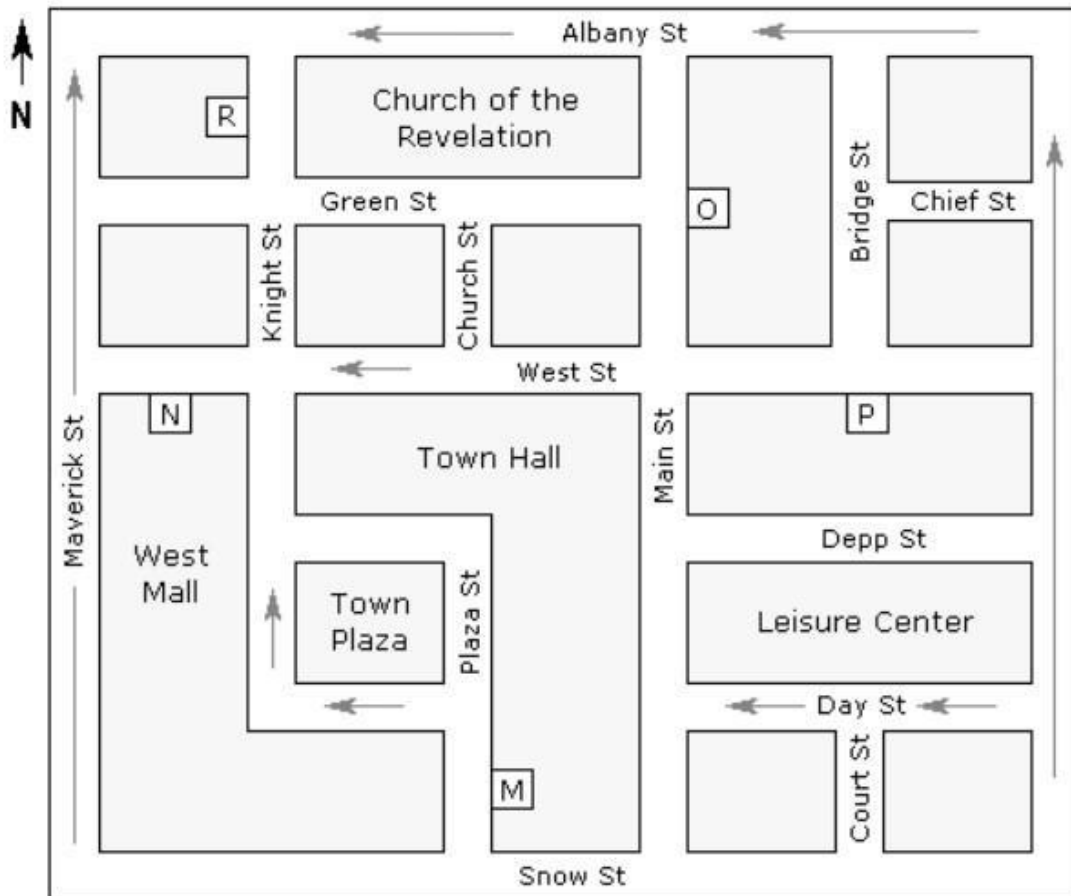 Albany St
N
R
Church of the
Revelation
Green St
O
Bridge St
Chief St
Knight St
Church St
West St
N
Town Hall
Main St
P
Maverick St
West
Mall
Depp St
Town
Plaza
Plaza St
Leisure Center
Day St
Court St
M
Snow St